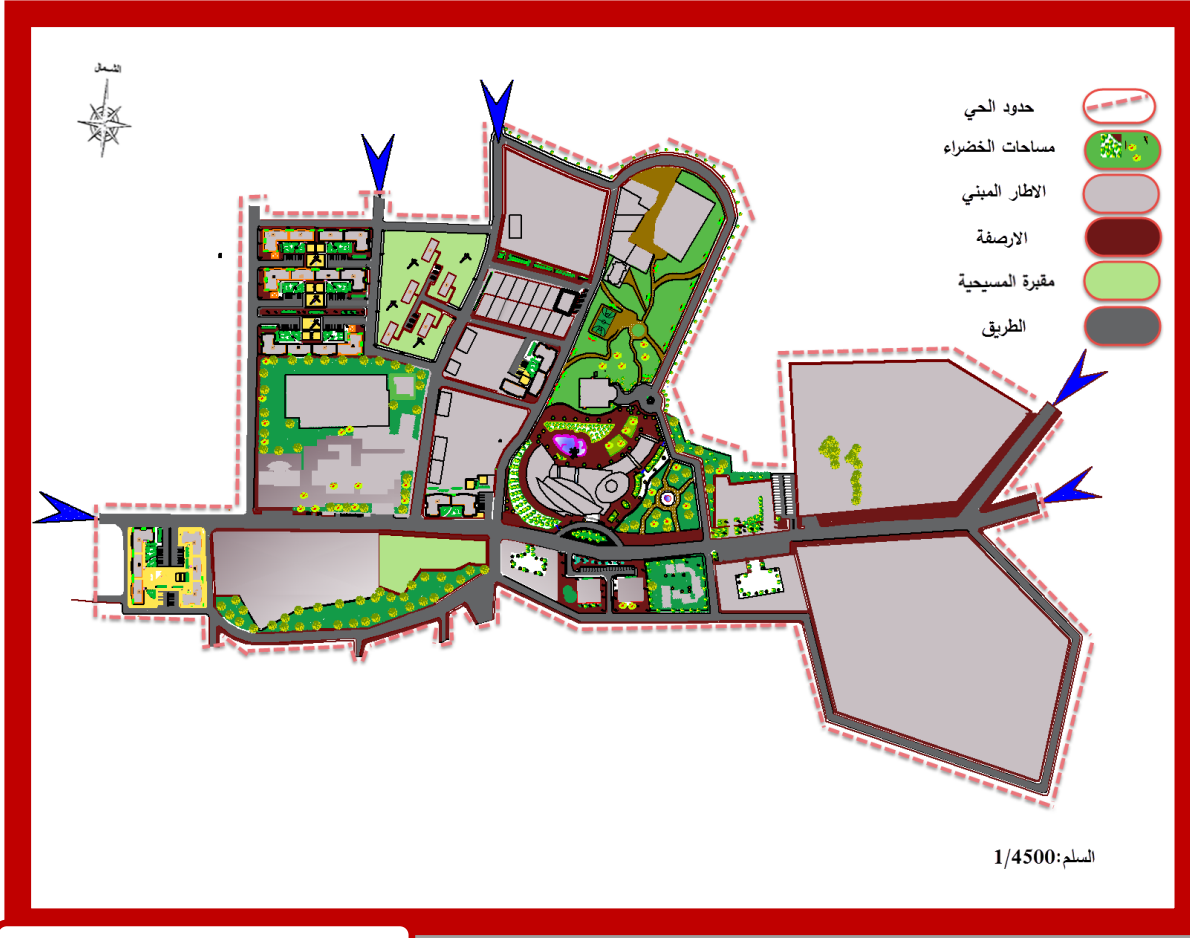 الشمال
حدود الحي
مساحات الخضراء
الاطار المبني
الارصفة
مقبرة المسيحية
الطريق
السلم:1/4500